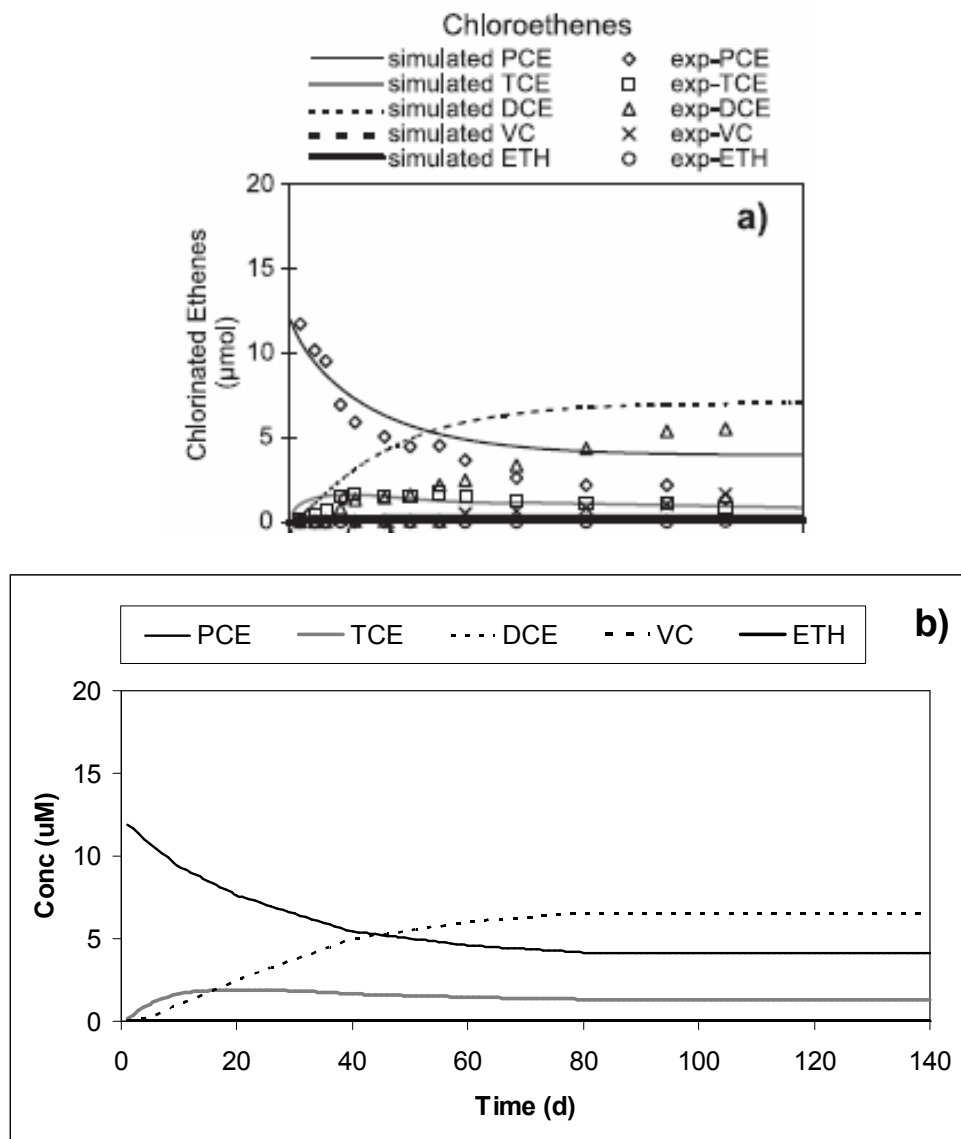 Chloroethenes
simulated PCE exp-PCE
simulated TCE exp-TCE
simulated DCE exp-DCE
simulated VC exp-VC
simulated ETH exp-ETH
a)
Chlorinated Ethenes
(µmol)
20
15
10
5
0
b)
PCE TCE DCE VC ETH
Conc (uM)
20
15
10
5
0
0 20 40 60 80 100 120 140
Time (d)